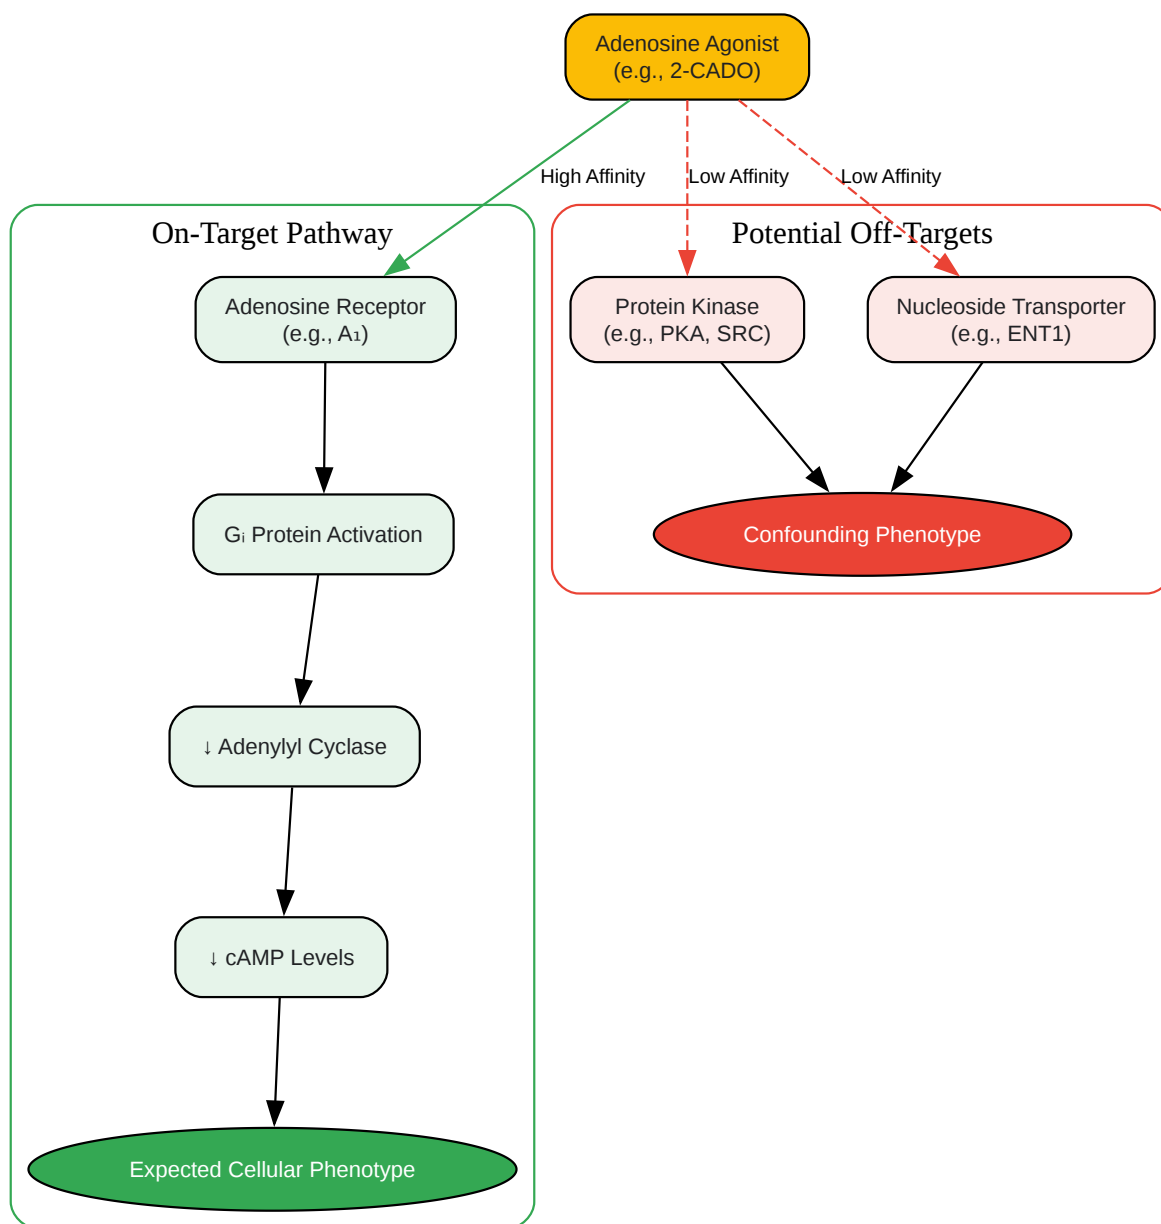 Adenosine Agonist
(e.g., 2-CADO)
High Affinity
Low Affinity
Low Affinity
On-Target Pathway
Potential Off-Targets
Adenosine Receptor
(e.g., A₁)
Protein Kinase
(e.g., PKA, SRC)
Nucleoside Transporter
(e.g., ENT1)
Gᵢ Protein Activation
Confounding Phenotype
↓ Adenylyl Cyclase
↓ cAMP Levels
Expected Cellular Phenotype